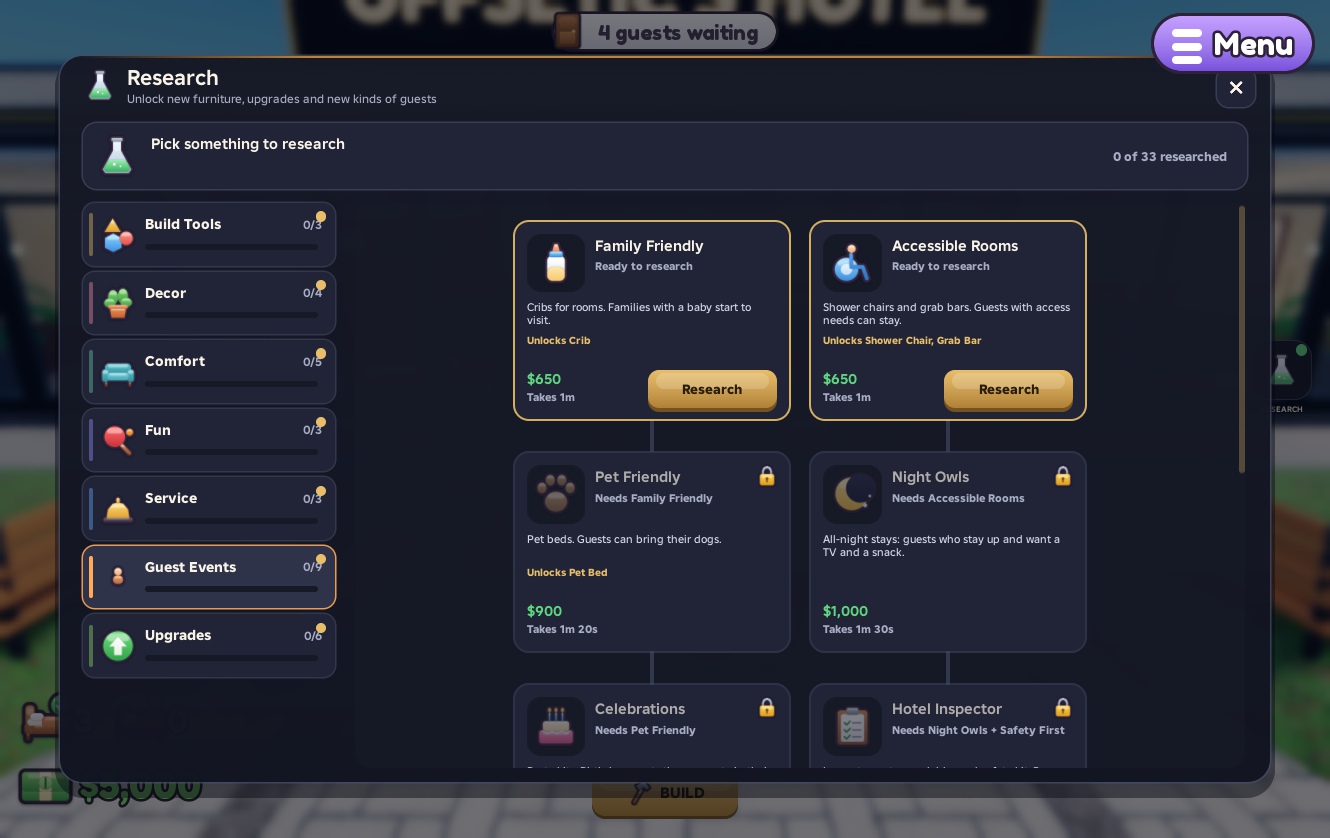 OFFSETIC'S HOTEL
4 guests waiting
Menu
Research
Unlock new furniture, upgrades and new kinds of guests
Pick something to research
0 of 33 researched
Build Tools
0/3
Decor
0/4
Comfort
0/5
Fun
0/3
Service
0/3
Guest Events
0/9
Upgrades
0/6
Family Friendly
Ready to research
Cribs for rooms. Families with a baby start to
visit.
Unlocks Crib
$650
Takes 1m
Research
Accessible Rooms
Ready to research
Shower chairs and grab bars. Guests with access
needs can stay.
Unlocks Shower Chair, Grab Bar
$650
Takes 1m
Research
Pet Friendly
Needs Family Friendly
Pet beds. Guests can bring their dogs.
Unlocks Pet Bed
$900
Takes 1m 20s
Night Owls
Needs Accessible Rooms
All-night stays: guests who stay up and want a
TV and a snack.
$1,000
Takes 1m 30s
Celebrations
Needs Pet Friendly
Hotel Inspector
Needs Night Owls + Safety First
EARCH
$5,000
BUILD